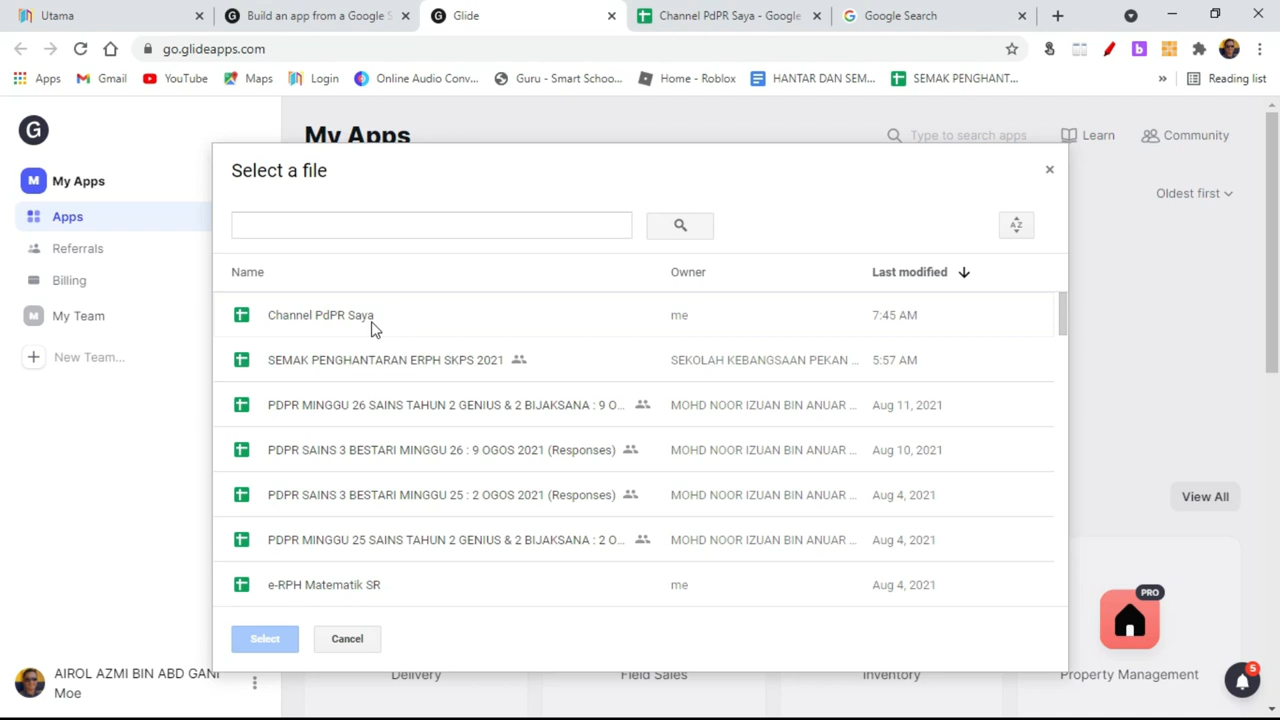 Utama
Build an app from a Google S
Glide
Channel PdPR Saya - Google
Google Search
go.glideapps.com
Apps
Gmail
YouTube
Maps
Login
Online Audio Conv...
Guru - Smart Schoo...
Home - Roblox
HANTAR DAN SEM...
SEMAK PENGHANT...
»
Reading list
G
My Apps
Type to search apps
Learn
Community
M My Apps
Apps
Referrals
Billing
M My Team
+ New Team...
Oldest first
Select a file
AZ
Name Owner Last modified
Channel PdPR Saya me 7:45 AM
SEMAK PENGHANTARAN ERPH SKPS 2021 SEKOLAH KEBANGSAAN PEKAN ... 5:57 AM
PDPR MINGGU 26 SAINS TAHUN 2 GENIUS & 2 BIJAKSANA : 9 O... MOHD NOOR IZUAN BIN ANUAR ... Aug 11, 2021
PDPR SAINS 3 BESTARI MINGGU 26 : 9 OGOS 2021 (Responses) MOHD NOOR IZUAN BIN ANUAR ... Aug 10, 2021
PDPR SAINS 3 BESTARI MINGGU 25 : 2 OGOS 2021 (Responses) MOHD NOOR IZUAN BIN ANUAR ... Aug 4, 2021
PDPR MINGGU 25 SAINS TAHUN 2 GENIUS & 2 BIJAKSANA : 2 O... MOHD NOOR IZUAN BIN ANUAR ... Aug 4, 2021
e-RPH Matematik SR me Aug 4, 2021
Select Cancel
View All
PRO
Delivery
Field Sales
Inventory
Property Management
AIROL AZMI BIN ABD GANI
Moe
5